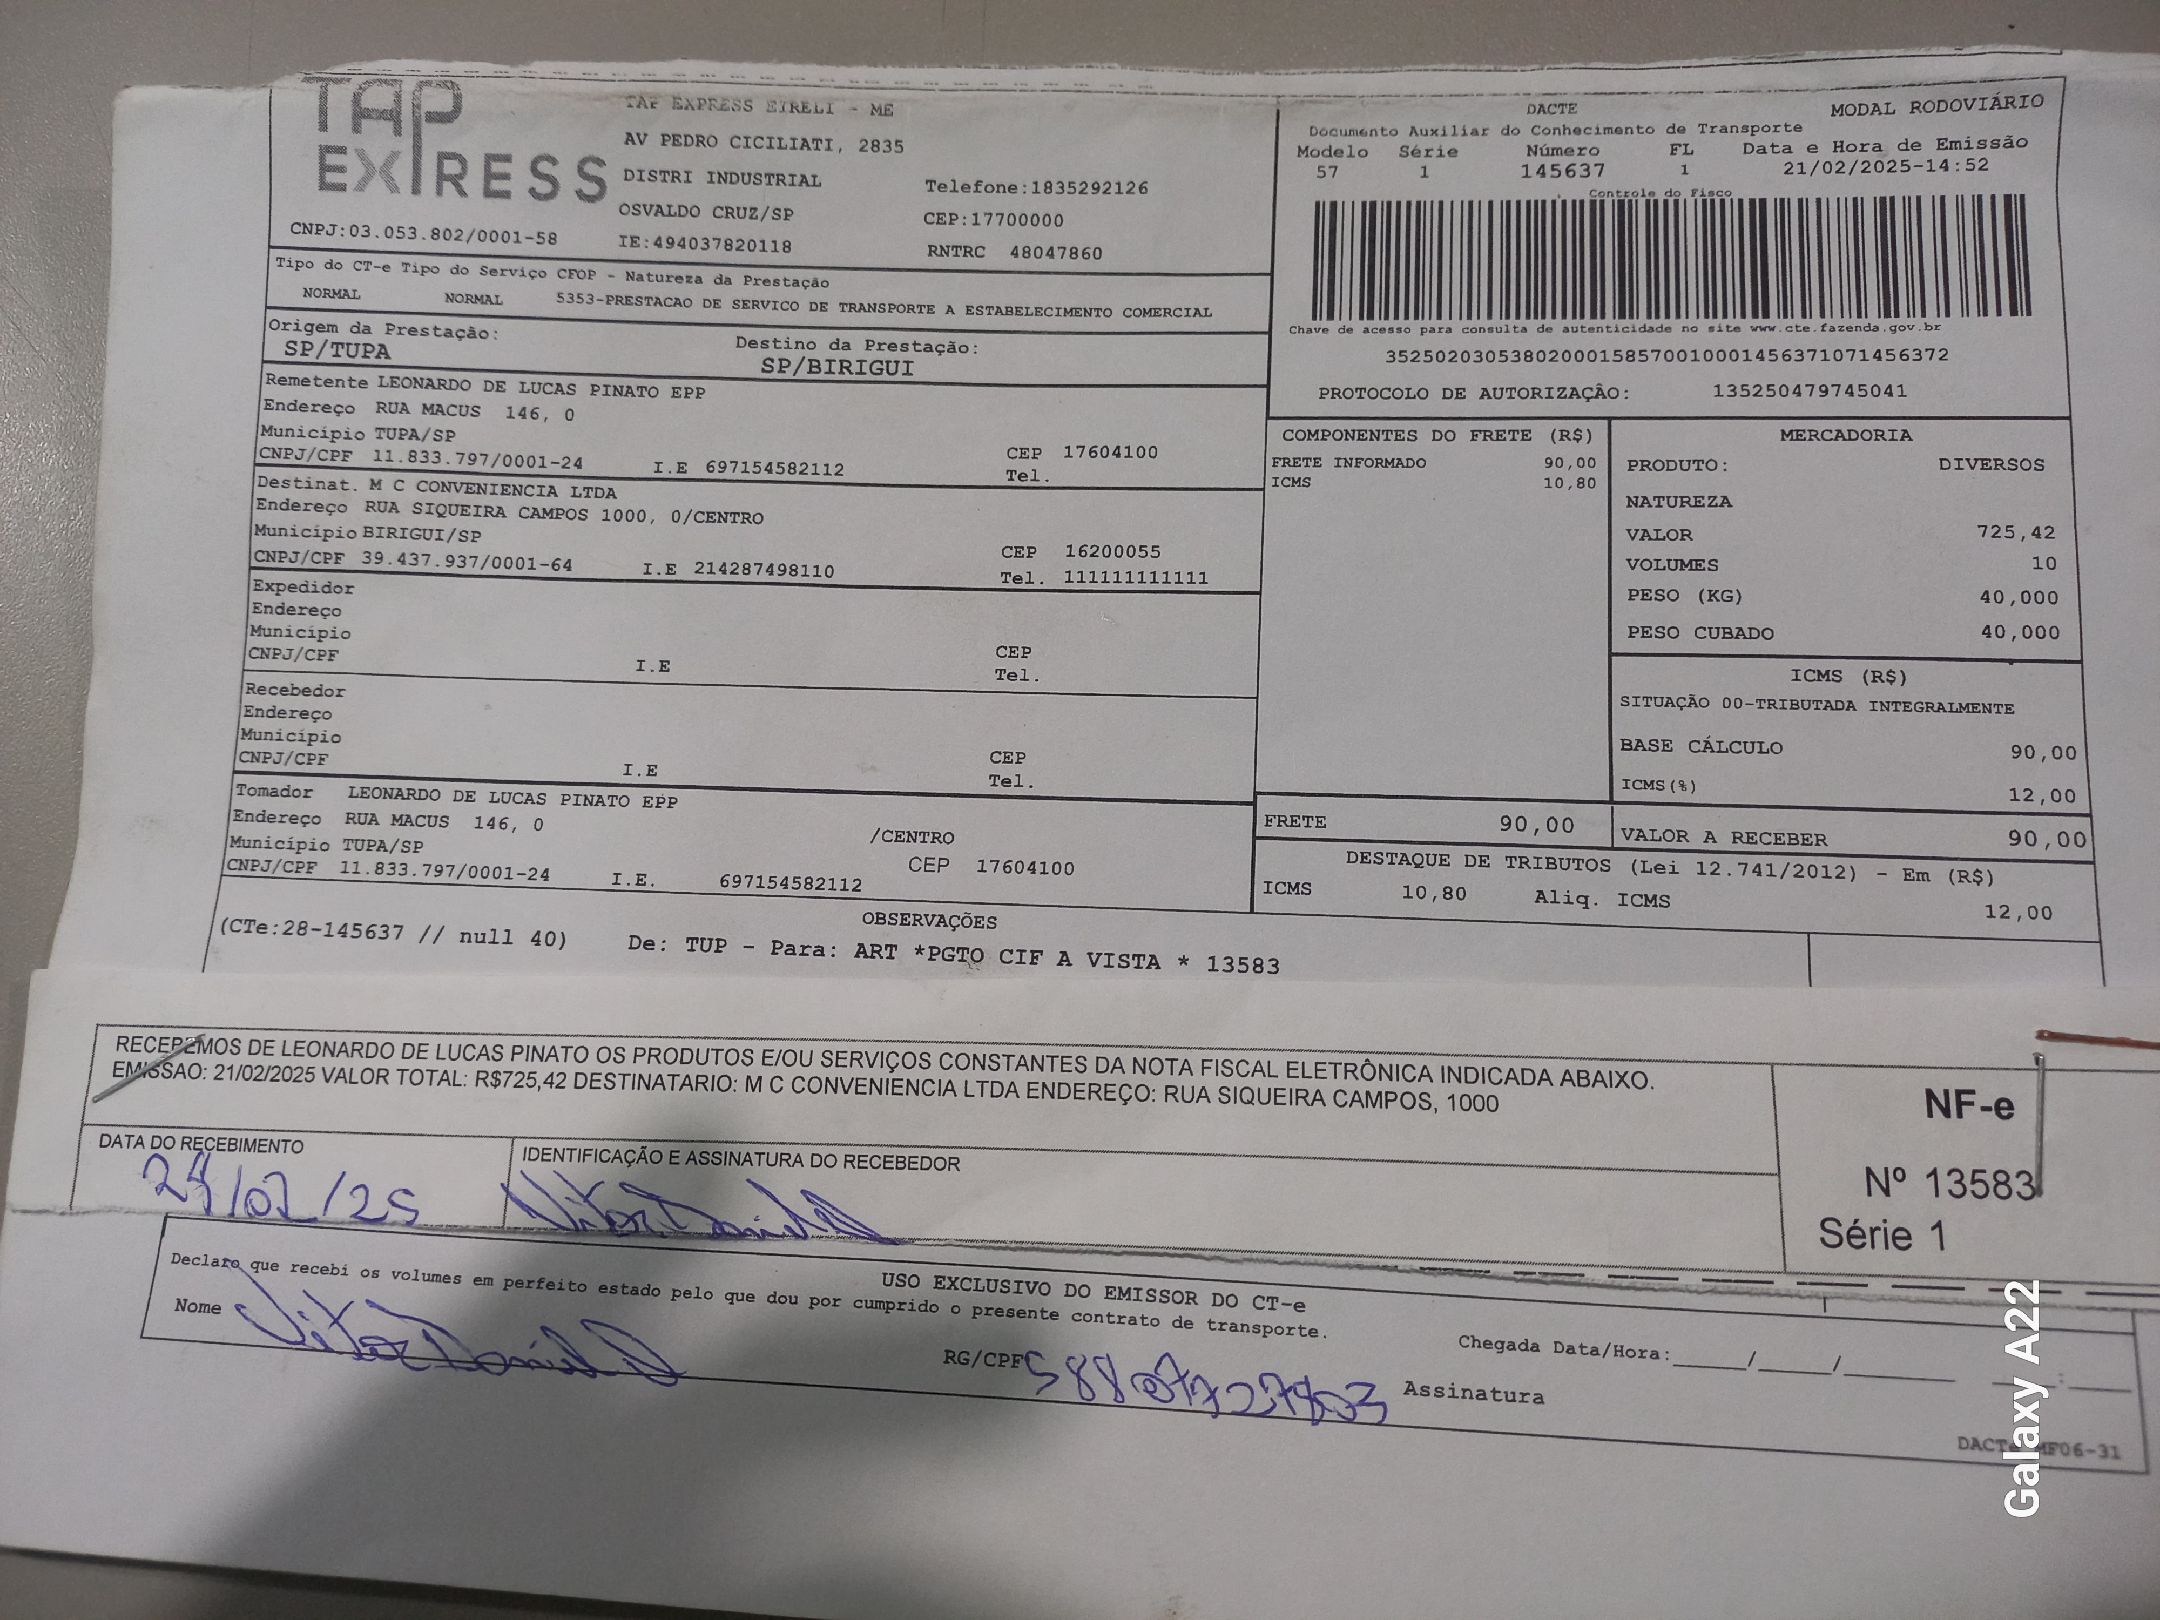 TAP EXPRESS
TAP EXPRESS EIRELI - ME
AV PEDRO CICILIATI, 2835
DISTRI INDUSTRIAL
Telefone:1835292126
OSVALDO CRUZ/SP
CEP:17700000
CNPJ:03.053.802/0001-58
IE:494037820118
RNTRC 48047860
DACTE
MODAL RODOVIÁRIO
Documento Auxiliar do Conhecimento de Transporte
Modelo Série Número FL Data e Hora de Emissão
57 1 145637 1 21/02/2025-14:52
Controle do Fisco
Chave de acesso para consulta de autenticidade no site www.cte.fazenda.gov.br
35250203053802000158570010001456371071456372
PROTOCOLO DE AUTORIZAÇÃO: 135250479745041
Tipo do CT-e Tipo do Serviço CFOP - Natureza da Prestação
NORMAL NORMAL 5353-PRESTACAO DE SERVICO DE TRANSPORTE A ESTABELECIMENTO COMERCIAL
Origem da Prestação: Destino da Prestação:
SP/TUPA SP/BIRIGUI
Remetente LEONARDO DE LUCAS PINATO EPP
Endereço RUA MACUS 146, 0
Município TUPA/SP CEP 17604100
CNPJ/CPF 11.833.797/0001-24 I.E 697154582112 Tel.
Destinat. M C CONVENIENCIA LTDA
Endereço RUA SIQUEIRA CAMPOS 1000, 0/CENTRO
Município BIRIGUI/SP CEP 16200055
CNPJ/CPF 39.437.937/0001-64 I.E 214287498110 Tel. 111111111111
Expedidor
Endereço
Município CEP
CNPJ/CPF I.E Tel.
Recebedor
Endereço
Município CEP
CNPJ/CPF I.E Tel.
Tomador LEONARDO DE LUCAS PINATO EPP
Endereço RUA MACUS 146, 0 /CENTRO
Município TUPA/SP CEP 17604100
CNPJ/CPF 11.833.797/0001-24 I.E. 697154582112
COMPONENTES DO FRETE (R$)
FRETE INFORMADO 90,00
ICMS 10,80
MERCADORIA
PRODUTO: DIVERSOS
NATUREZA
VALOR 725,42
VOLUMES 10
PESO (KG) 40,000
PESO CUBADO 40,000
ICMS (R$)
SITUAÇÃO 00-TRIBUTADA INTEGRALMENTE
BASE CÁLCULO 90,00
ICMS(%) 12,00
FRETE 90,00 VALOR A RECEBER 90,00
DESTAQUE DE TRIBUTOS (Lei 12.741/2012) - Em (R$)
ICMS 10,80 Aliq. ICMS 12,00
OBSERVAÇÕES
(CTe:28-145637 // null 40) De: TUP - Para: ART *PGTO CIF A VISTA * 13583
RECEBEMOS DE LEONARDO DE LUCAS PINATO OS PRODUTOS E/OU SERVIÇOS CONSTANTES DA NOTA FISCAL ELETRÔNICA INDICADA ABAIXO.
EMISSAO: 21/02/2025 VALOR TOTAL: R$725,42 DESTINATARIO: M C CONVENIENCIA LTDA ENDEREÇO: RUA SIQUEIRA CAMPOS, 1000
NF-e
Nº 13583
Série 1
DATA DO RECEBIMENTO
24/02/25
IDENTIFICAÇÃO E ASSINATURA DO RECEBEDOR
Vitor Daniel
USO EXCLUSIVO DO EMISSOR DO CT-e
Declaro que recebi os volumes em perfeito estado pelo que dou por cumprido o presente contrato de transporte.
Nome Vitor Daniel
RG/CPF
Chegada Data/Hora:_____/_____/_______ ____:____
Assinatura
Galaxy A22